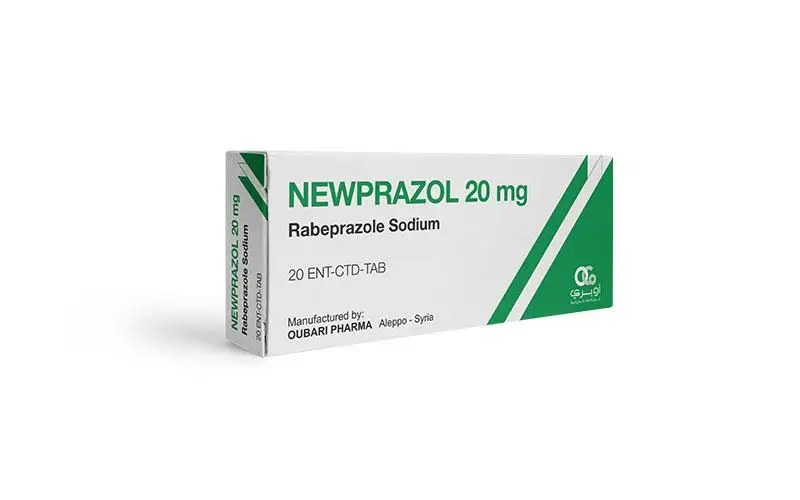 NEWPRAZOL 20 mg
Rabeprazole Sodium
20 ENT-CTD-TAB
Manufactured by:
OUBARI PHARMA Aleppo - Syria
أوبري
NEWPRAZOL 20 mg
Rabeprazole Sodium
20 ENT-CTD-TAB